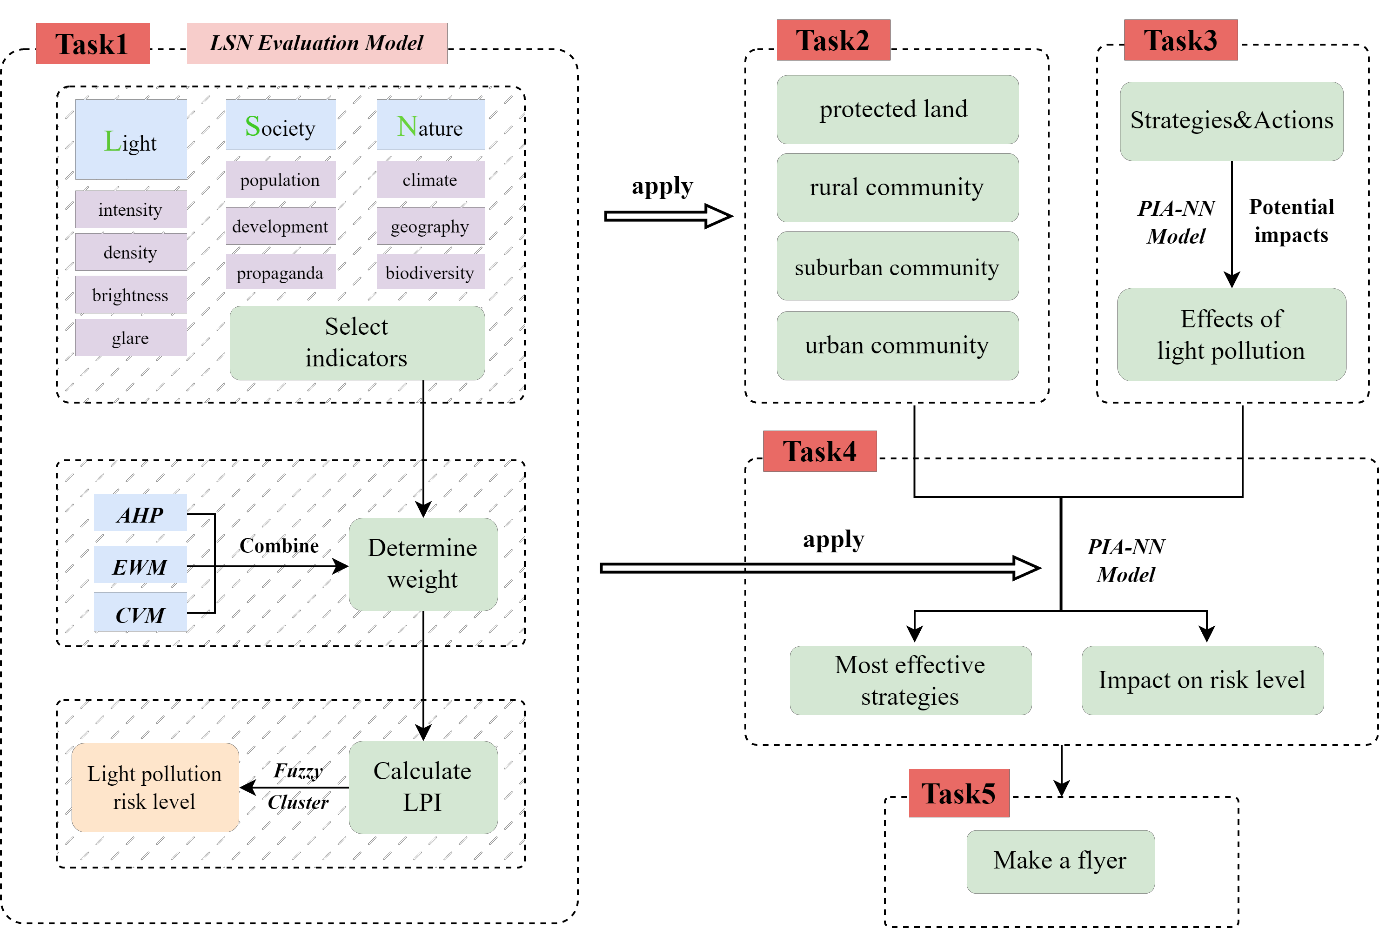 Task1
LSN Evaluation Model
Light
intensity
density
brightness
glare
Society
population
development
propaganda
Nature
climate
geography
biodiversity
Select
indicators
AHP
EWM
CVM
Combine
Determine
weight
Calculate
LPI
Fuzzy
Cluster
Light pollution
risk level
apply
Task2
protected land
rural community
suburban community
urban community
Task3
Strategies&Actions
PIA-NN
Model
Potential
impacts
Effects of
light pollution
apply
Task4
PIA-NN
Model
Most effective
strategies
Impact on risk level
Task5
Make a flyer